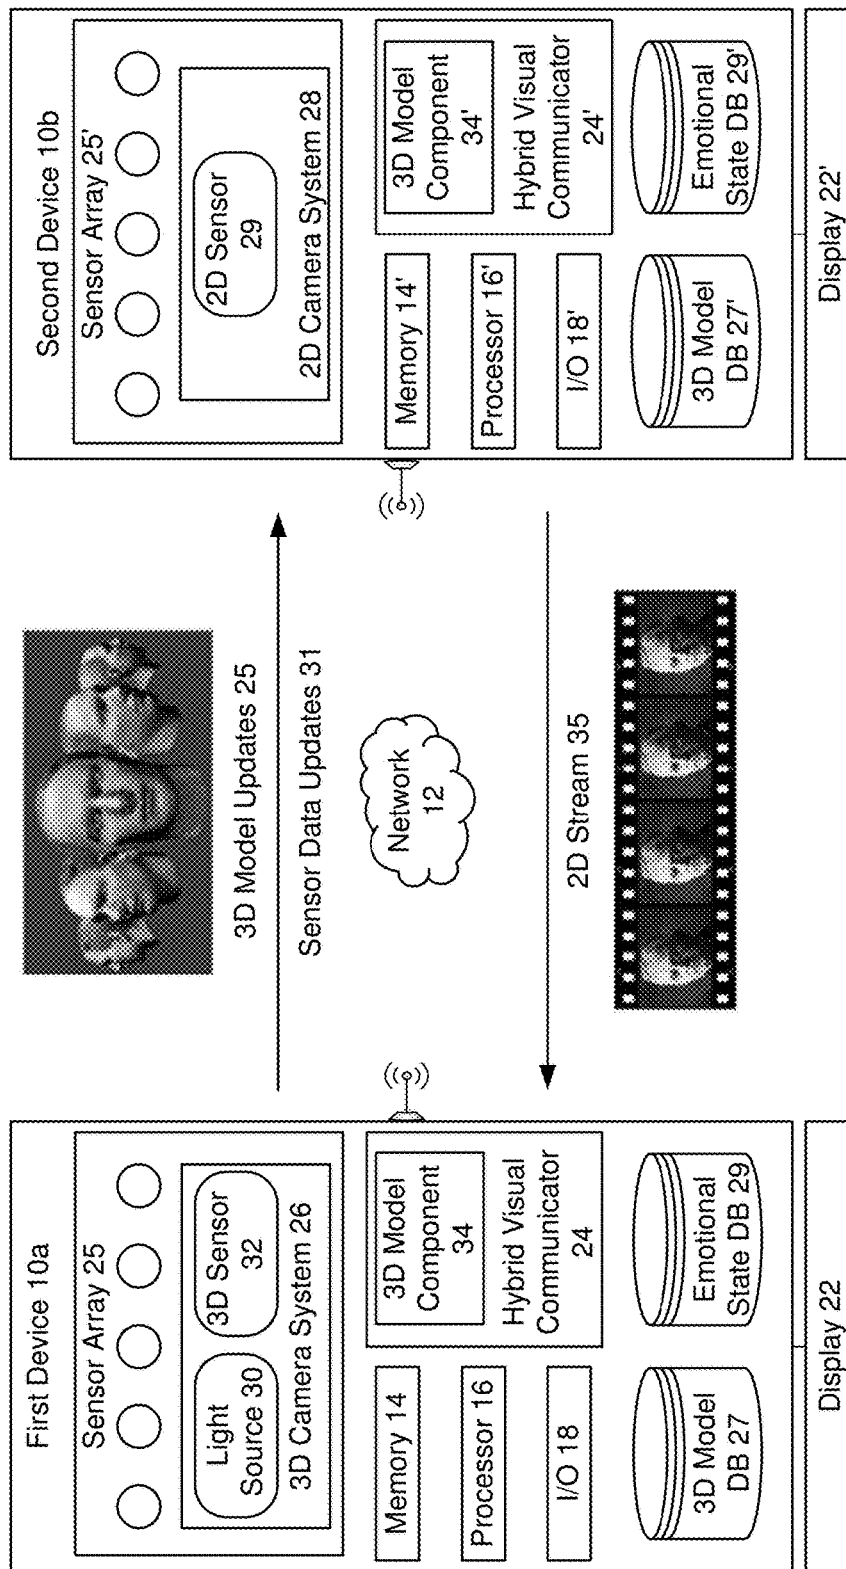 First Device 10a
Sensor Array 25
Light
Source 30
3D Sensor
32
3D Camera System 26
Memory 14
Processor 16
I/O 18
3D Model
Component
34
Hybrid Visual
Communicator
24
3D Model
DB 27
Emotional
State DB 29
Display 22
3D Model Updates 25
Sensor Data Updates 31
Network
12
2D Stream 35
Second Device 10b
Sensor Array 25'
2D Sensor
29
2D Camera System 28
Memory 14'
Processor 16'
I/O 18'
3D Model
Component
34'
Hybrid Visual
Communicator
24'
3D Model
DB 27'
Emotional
State DB 29'
Display 22'